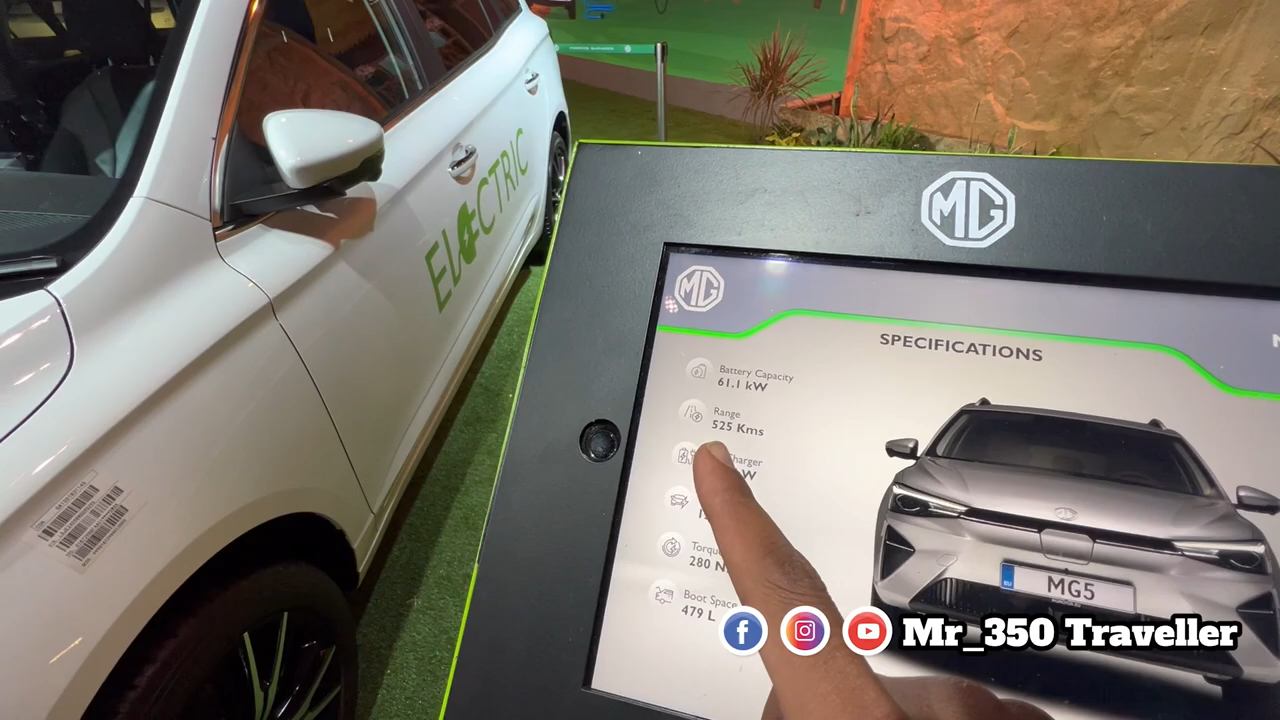 ELECTRIC
MG
MG
SPECIFICATIONS
Battery Capacity
61.1 kW
Range
525 Kms
Charger
W
Torque
280 N
Boot Space
479 L
MG5
Mr_350 Traveller